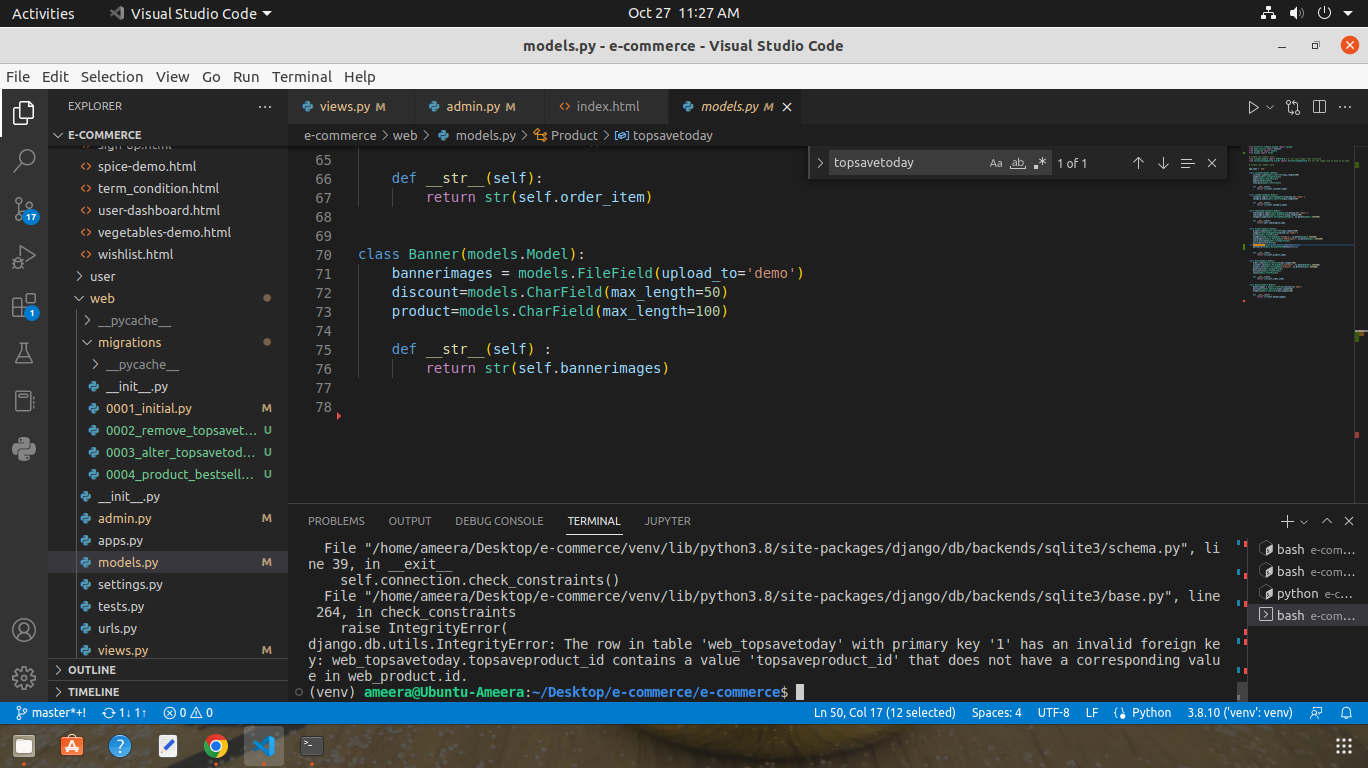 Activities
Visual Studio Code
Oct 27 11:27 AM
models.py - e-commerce - Visual Studio Code
File Edit Selection View Go Run Terminal Help
EXPLORER
E-COMMERCE
sign-up.html
spice-demo.html
term_condition.html
user-dashboard.html
vegetables-demo.html
wishlist.html
user
web
__pycache__
migrations
__pycache__
__init__.py
0001_initial.py M
0002_remove_topsavet... U
0003_alter_topsavetod... U
0004_product_bestsell... U
__init__.py
admin.py M
apps.py
models.py M
settings.py
tests.py
urls.py
views.py M
OUTLINE
TIMELINE
17
1
views.py M
admin.py M
index.html
models.py M
e-commerce > web > models.py > Product > topsavetoday
topsavetoday
Aa ab .*
1 of 1
65
66 def __str__(self):
67 return str(self.order_item)
68
69
70 class Banner(models.Model):
71 bannerimages = models.FileField(upload_to='demo')
72 discount=models.CharField(max_length=50)
73 product=models.CharField(max_length=100)
74
75 def __str__(self) :
76 return str(self.bannerimages)
77
78
PROBLEMS OUTPUT DEBUG CONSOLE TERMINAL JUPYTER
File "/home/ameera/Desktop/e-commerce/venv/lib/python3.8/site-packages/django/db/backends/sqlite3/schema.py", li
ne 39, in __exit__
self.connection.check_constraints()
File "/home/ameera/Desktop/e-commerce/venv/lib/python3.8/site-packages/django/db/backends/sqlite3/base.py", line
264, in check_constraints
raise IntegrityError(
django.db.utils.IntegrityError: The row in table 'web_topsavetoday' with primary key '1' has an invalid foreign ke
y: web_topsavetoday.topsaveproduct_id contains a value 'topsaveproduct_id' that does not have a corresponding valu
e in web_product.id.
(venv) ameera@Ubuntu-Ameera:~/Desktop/e-commerce/e-commerce$
bash e-com...
bash e-com...
python e-c...
bash e-com...
master*+!
1↓ 1↑
0 0
Ln 50, Col 17 (12 selected)
Spaces: 4
UTF-8
LF
Python
3.8.10 ('venv': venv)